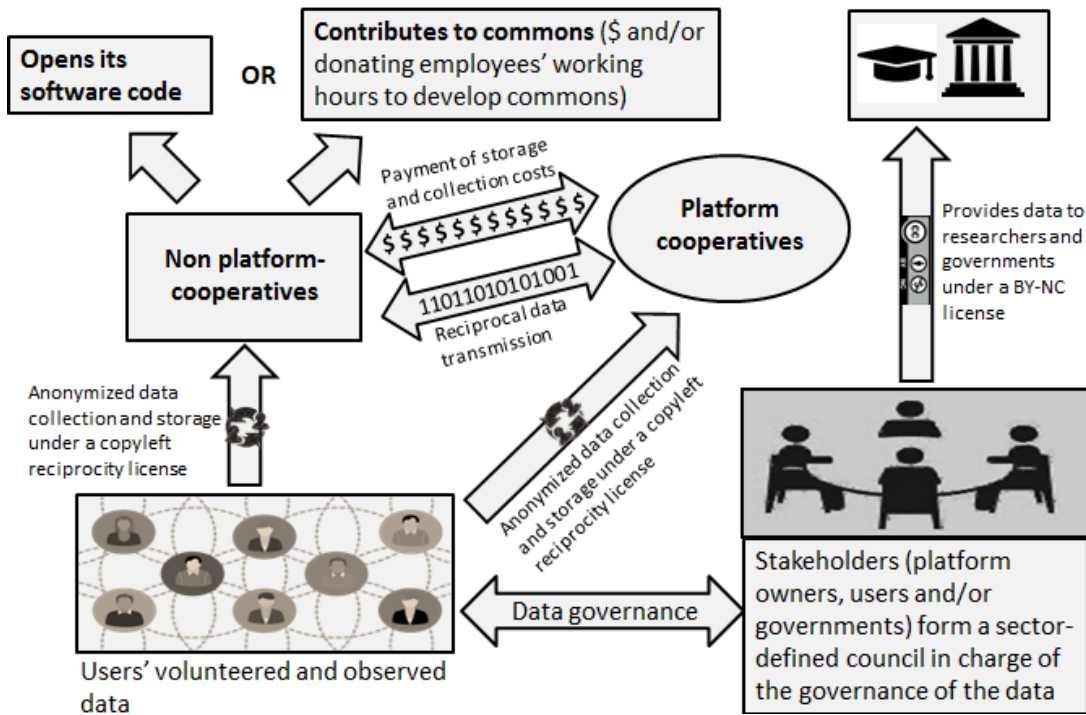 Opens its
software code
OR
Contributes to commons ($ and/or
donating employees’ working
hours to develop commons)
Payment of storage
and collection costs
$ $ $ $ $ $ $ $ $ $ $ $ $
11011010101001
Reciprocal data
transmission
Non platform-
cooperatives
Platform
cooperatives
Provides data to
researchers and
governments
under a BY-NC
license
Anonymized data
collection and storage
under a copyleft
reciprocity license
Anonymized data collection
and storage under a copyleft
reciprocity license
Data governance
Users’ volunteered and observed
data
Stakeholders (platform
owners, users and/or
governments) form a sector-
defined council in charge of
the governance of the data